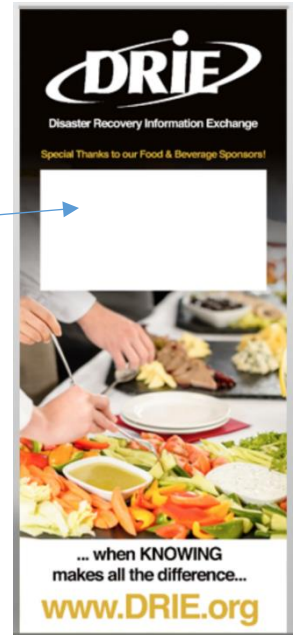 DRIE
Disaster Recovery Information Exchange
Special Thanks to our Food & Beverage Sponsors!
... when KNOWING
makes all the difference...
www.DRIE.org